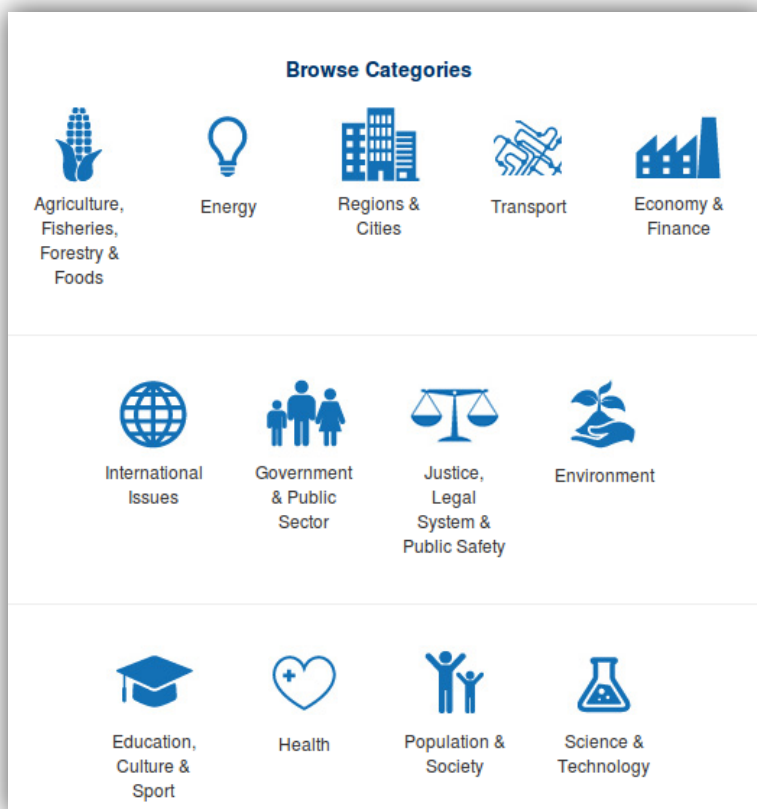 Browse Categories
Agriculture,
Fisheries,
Forestry &
Foods
Energy
Regions &
Cities
Transport
Economy &
Finance
International
Issues
Government
& Public
Sector
Justice,
Legal
System &
Public Safety
Environment
Education,
Culture &
Sport
Health
Population &
Society
Science &
Technology